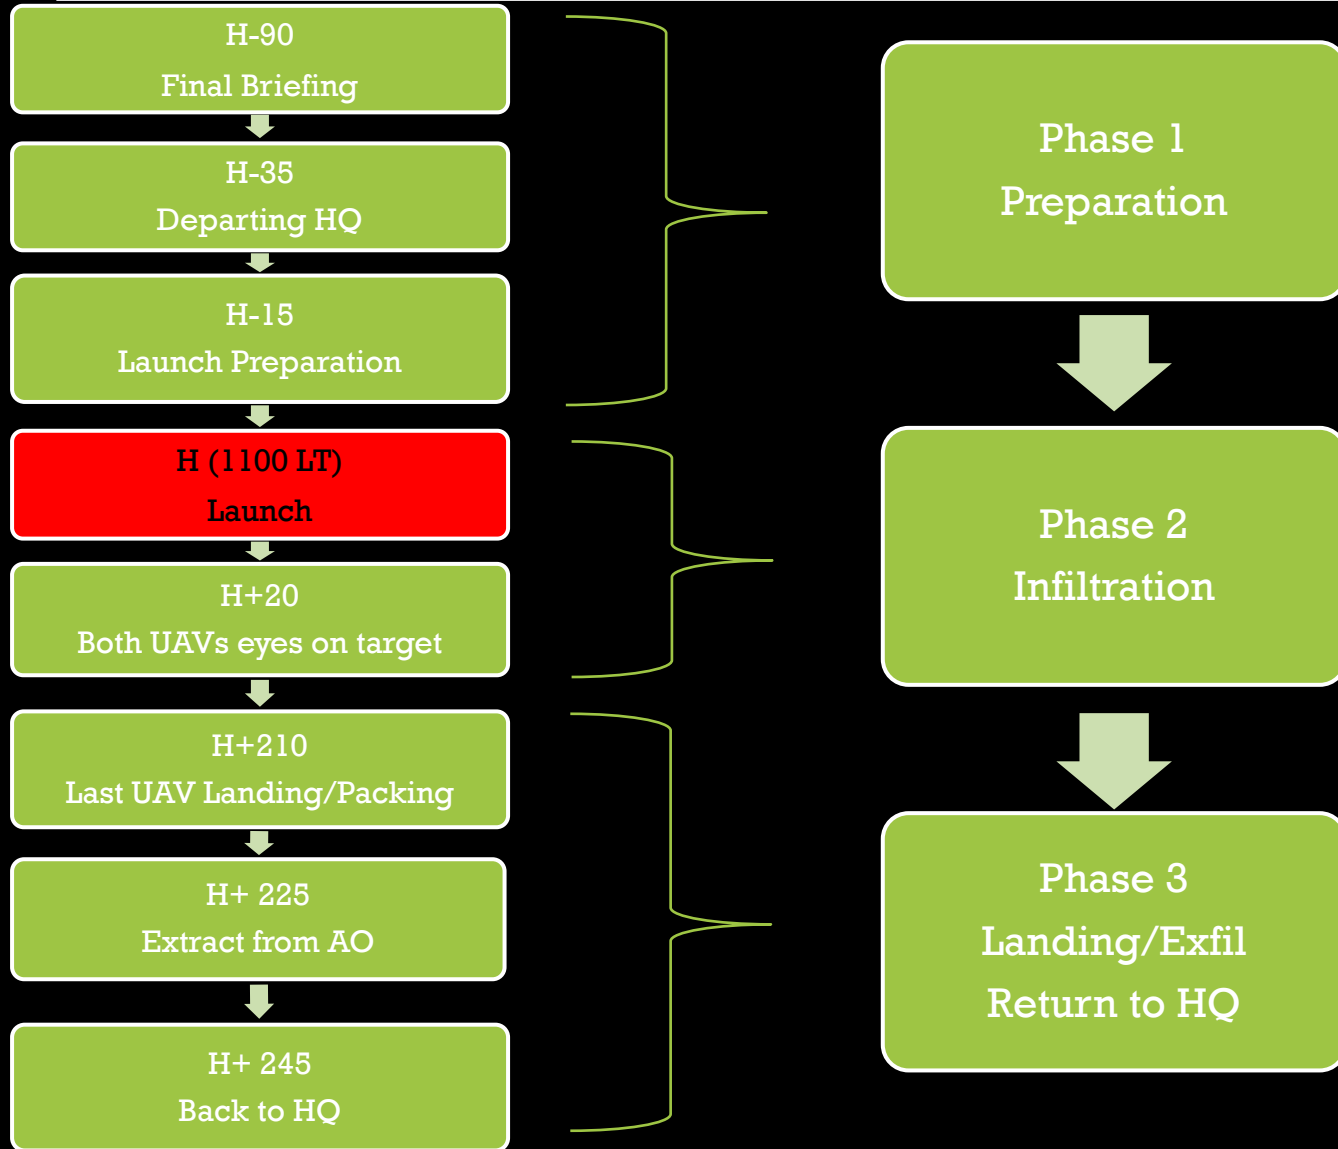 H-90
Final Briefing
H-35
Departing HQ
H-15
Launch Preparation
H (1100 LT)
Launch
H+20
Both UAVs eyes on target
H+210
Last UAV Landing/Packing
H+ 225
Extract from AO
H+ 245
Back to HQ
Phase 1
Preparation
Phase 2
Infiltration
Phase 3
Landing/Exfil
Return to HQ